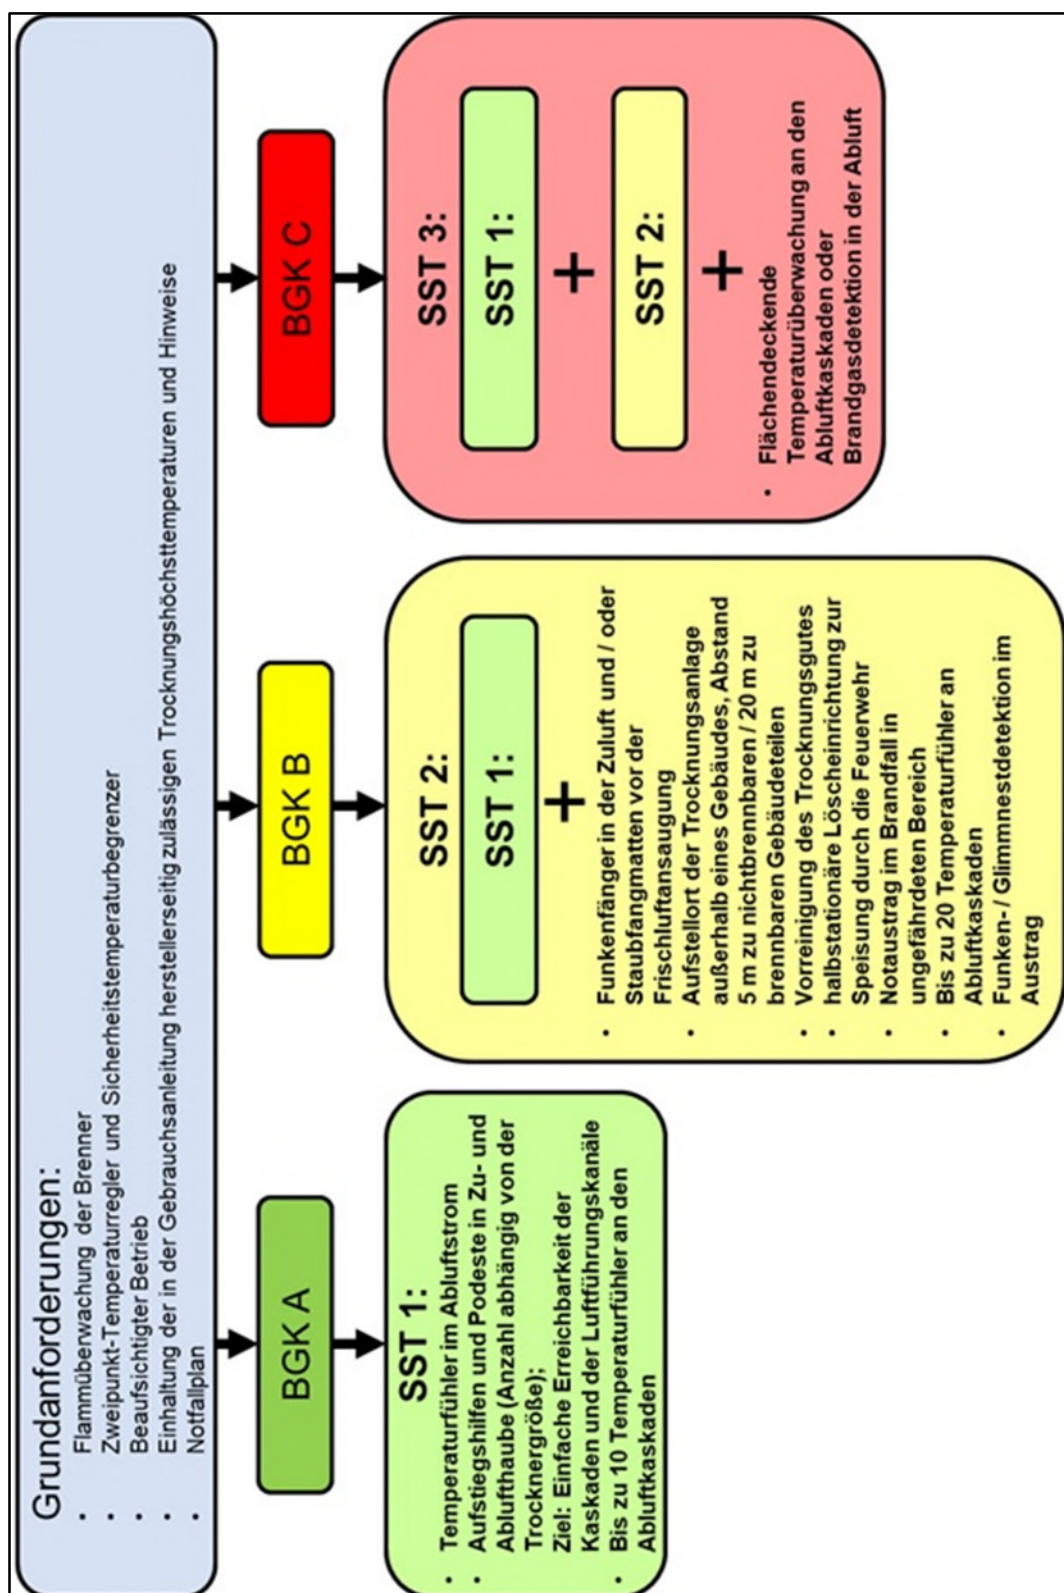 Grundanforderungen:
• Flammüberwachung der Brenner
• Zweipunkt-Temperaturregler und Sicherheitstemperaturbegrenzer
• Beaufsichtigter Betrieb
• Einhaltung der in der Gebrauchsanleitung herstellerseitig zulässigen Trocknungshöchsttemperaturen und Hinweise
• Notfallplan
BGK A
SST 1:
• Temperaturfühler im Abluftstrom
• Aufstiegshilfen und Podeste in Zu- und
Ablufthaube (Anzahl abhängig von der
Trocknergröße);
Ziel: Einfache Erreichbarkeit der
Kaskaden und der Luftführungskanäle
• Bis zu 10 Temperaturfühler an den
Abluftkaskaden
BGK B
SST 2:
SST 1:
+
• Funkenfänger in der Zuluft und / oder
Staubfangmatten vor der
Frischluftansaugung
• Aufstellort der Trocknungsanlage
außerhalb eines Gebäudes, Abstand
5 m zu nichtbrennbaren / 20 m zu
brennbaren Gebäudeteilen
• Vorreinigung des Trocknungsgutes
• halbstationäre Löscheinrichtung zur
Speisung durch die Feuerwehr
• Notaustrag im Brandfall in
ungefährdeten Bereich
• Bis zu 20 Temperaturfühler an
Abluftkaskaden
• Funken- / Glimmnestdetektion im
Austrag
BGK C
SST 3:
SST 1:
+
SST 2:
+
• Flächendeckende
Temperaturüberwachung an den
Abluftkaskaden oder
Brandgasdetektion in der Abluft